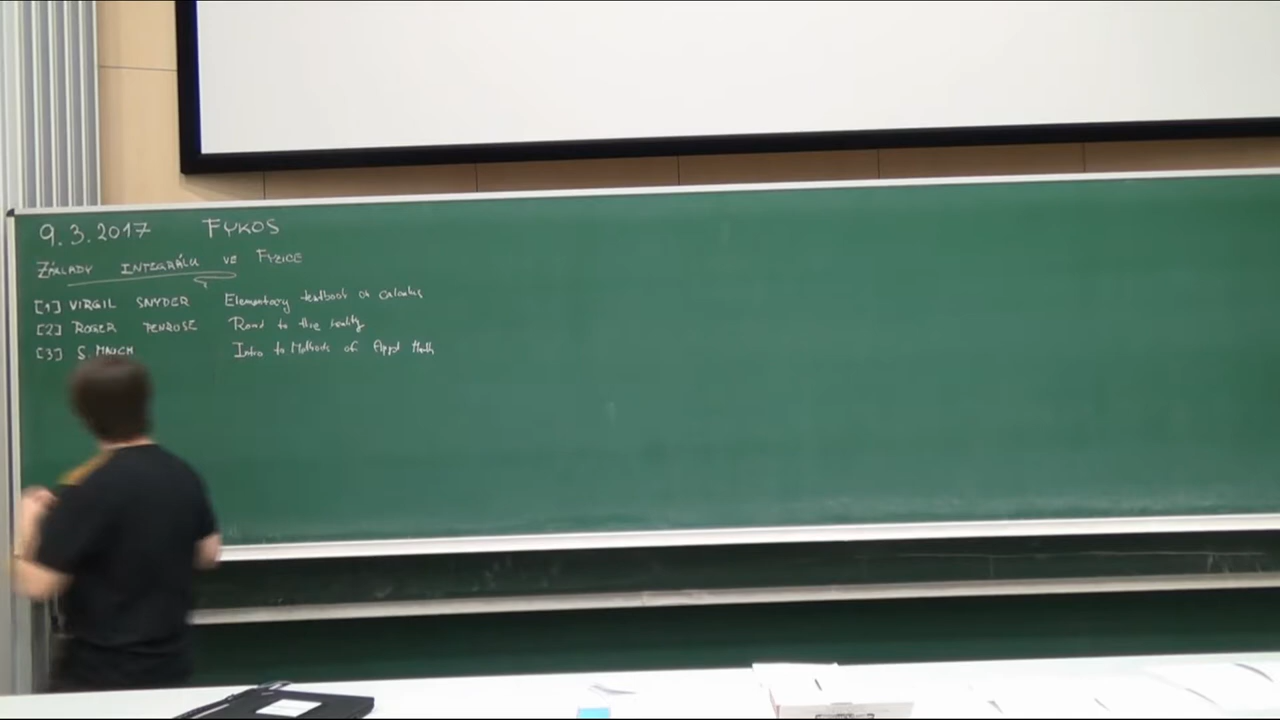 9.3.2017 FYKOS
ZÁKLADY INTEGRÁLU VE FYZICE
[1] VIRGIL SNYDER Elementary textbook on calculus
[2] ROGER PENROSE Road to the reality
[3] S. MAUCH Intro to Methods of Appl Math